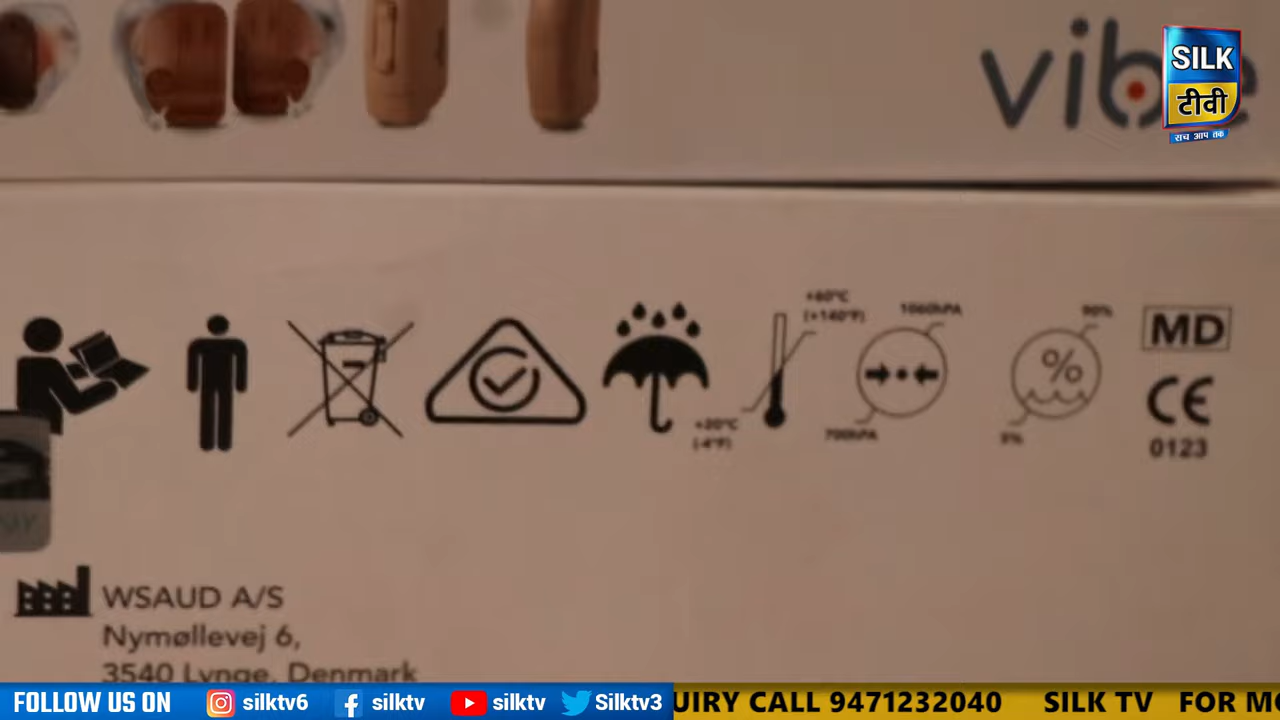 vibe
SILK
टीवी
सच आप तक
+60°C
(+140°F)
1060hPA
90%
MD
%
+20°C
(-4°F)
700hPA
5%
CE
0123
WSAUD A/S
Nymøllevej 6,
3540 Lynge, Denmark
FOLLOW US ON silktv6 silktv silktv Silktv3 UIRY CALL 9471232040 SILK TV FOR MO